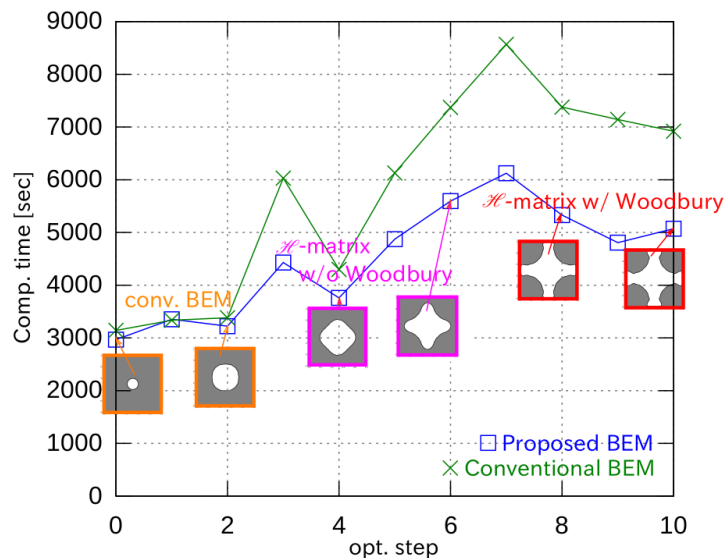 9000
8000
7000
6000
5000
4000
3000
2000
1000
0
Comp. time [sec]
conv. BEM
ℋ-matrix
w/o Woodbury
ℋ-matrix w/ Woodbury
Proposed BEM
Conventional BEM
0 2 4 6 8 10
opt. step